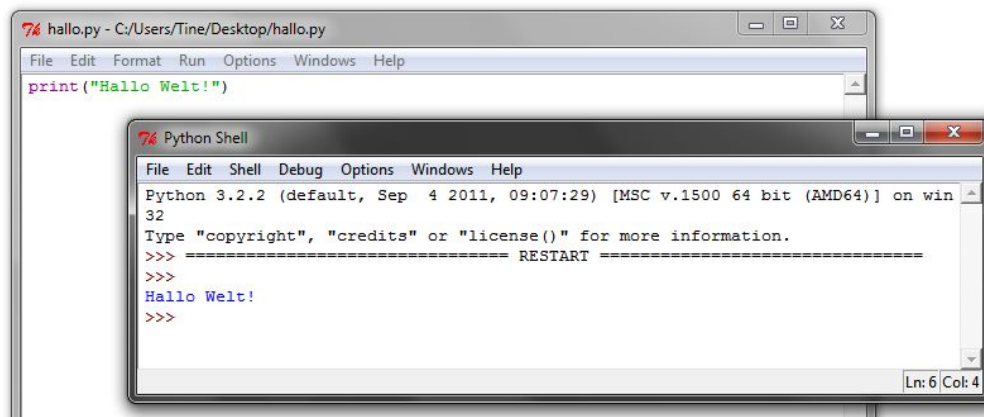 hallo.py - C:/Users/Tine/Desktop/hallo.py
File Edit Format Run Options Windows Help
print("Hallo Welt!")
Python Shell
File Edit Shell Debug Options Windows Help
Python 3.2.2 (default, Sep  4 2011, 09:07:29) [MSC v.1500 64 bit (AMD64)] on win
32
Type "copyright", "credits" or "license()" for more information.
>>> ================================ RESTART ================================
>>>
Hallo Welt!
>>>
Ln: 6 Col: 4